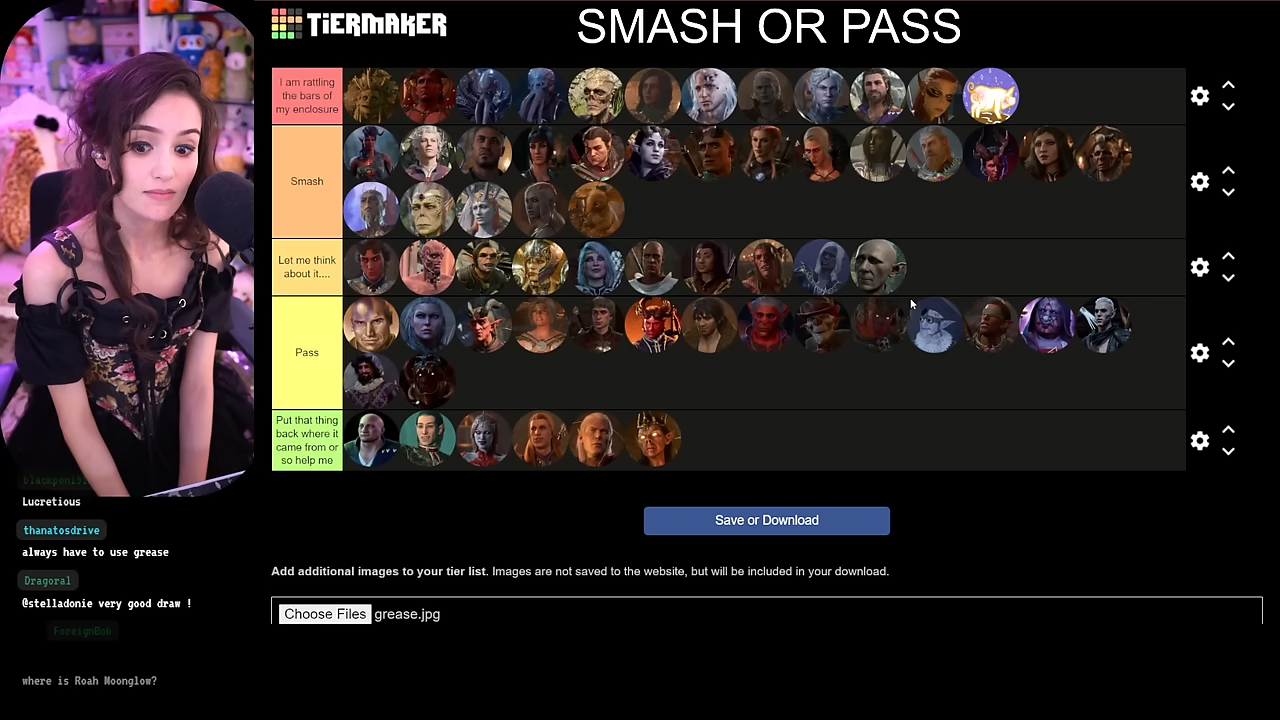 TiERMAKER
SMASH OR PASS
I am rattling
the bars of
my enclosure
Smash
Let me think
about it....
Pass
Put that thing
back where it
came from or
so help me
Save or Download
Add additional images to your tier list. Images are not saved to the website, but will be included in your download.
Choose Files grease.jpg
Lucretious
thanatosdrive
always have to use grease
Dragoral
@stelladonie very good draw !
ForeignBob
where is Roah Moonglow?